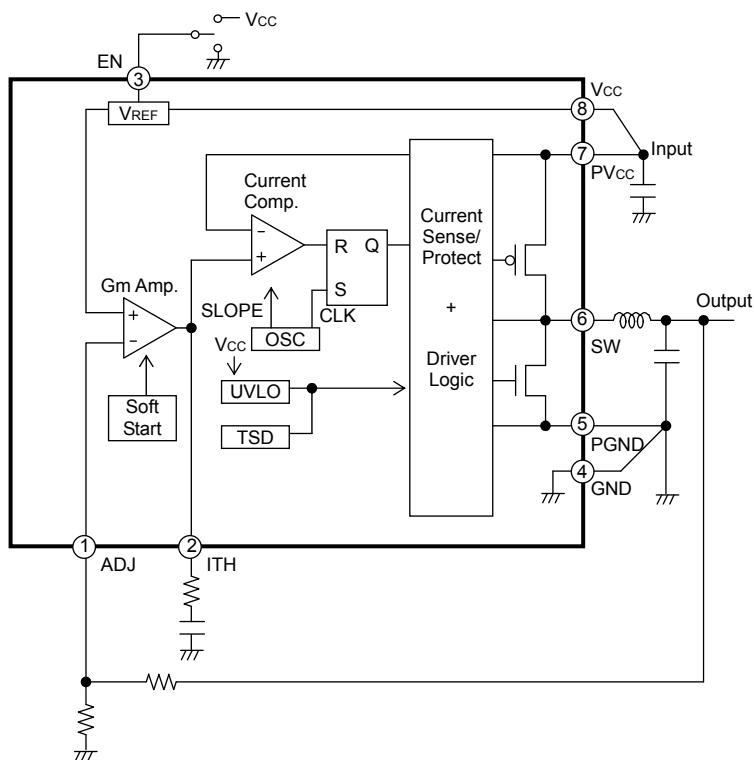 VCC
EN
3
VCC
VREF
8
Input
7
PVCC
Current
Comp.
−
+
R Q
S
Current
Sense/
Protect
+
Driver
Logic
Gm Amp.
+
−
SLOPE
CLK
OSC
Output
6
SW
VCC
UVLO
TSD
Soft
Start
5
PGND
4
GND
1
ADJ
2
ITH